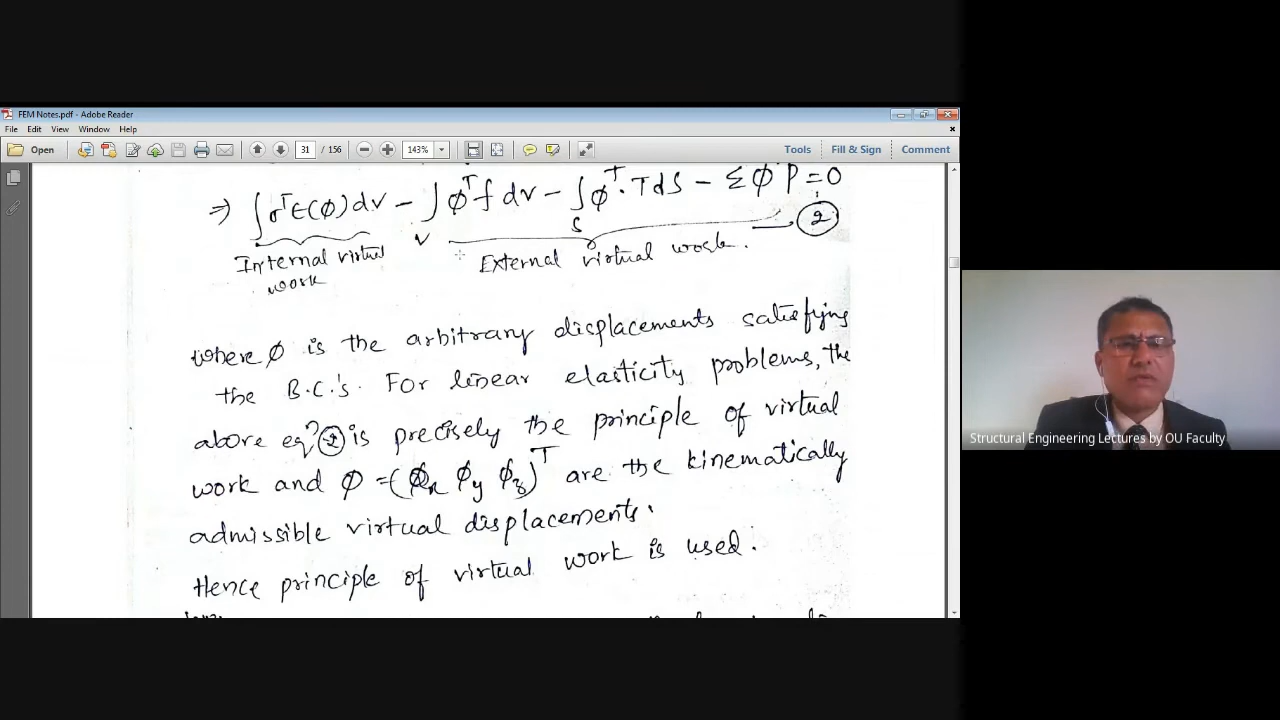 FEM Notes.pdf - Adobe Reader
File Edit View Window Help
Open 31 / 156 143% Tools Fill & Sign Comment
⇒ ∫ σᵀ ε(φ) dv − ∫ φᵀ f dv − ∫ φᵀ. T dS − Σ φ P = 0
V S 2
Internal virtual External virtual work.
work
where φ is the arbitrary displacements satisfying
the B.C.'s. For linear elasticity problems, the
above eqn 2 is precisely the principle of virtual
work and φ = (φx φy φz)ᵀ are the kinematically
admissible virtual displacements.
Hence principle of virtual work is used.
Structural Engineering Lectures by OU Faculty